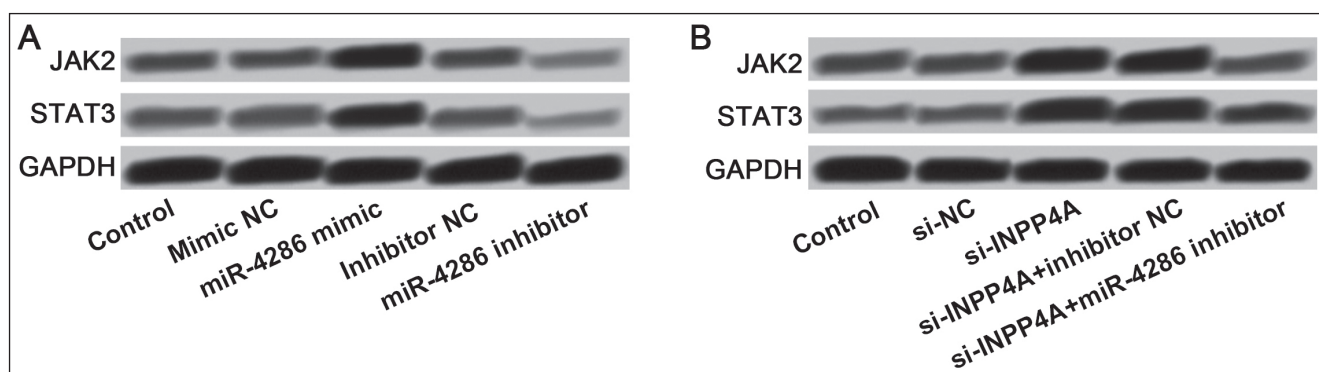 A
JAK2
STAT3
GAPDH
Control
Mimic NC
miR-4286 mimic
Inhibitor NC
miR-4286 inhibitor
B
JAK2
STAT3
GAPDH
Control
si-NC
si-INPP4A
si-INPP4A+inhibitor NC
si-INPP4A+miR-4286 inhibitor